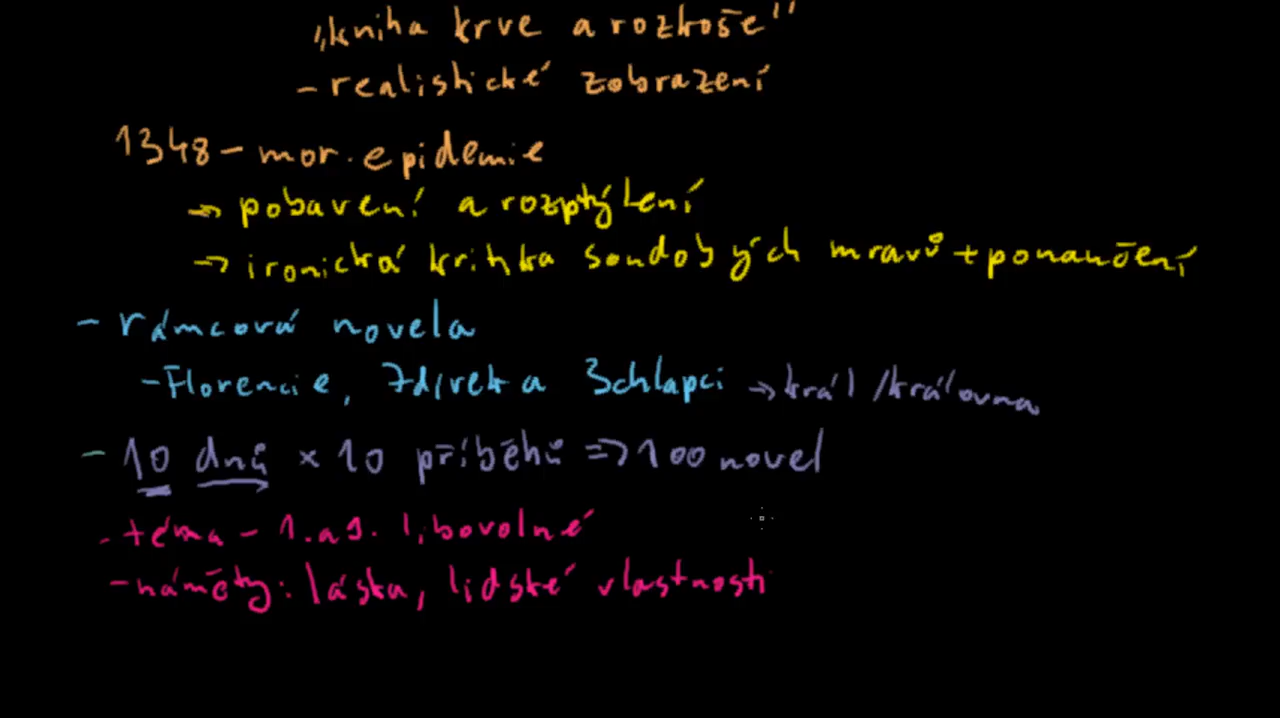 „kniha krve a rozkoše"
- realistické zobrazení
1348 - mor. epidemie
→ pobavení a rozptýlení
→ ironická kritika soudobých mravů + ponaučení
- rámcová novela
- Florencie, 7 dívek a 3 chlapci → král / královna
- 10 dnů × 10 příběhů ⇒ 100 novel
- téma - 1. a 9. libovolné
- náměty: láska, lidské vlastnosti